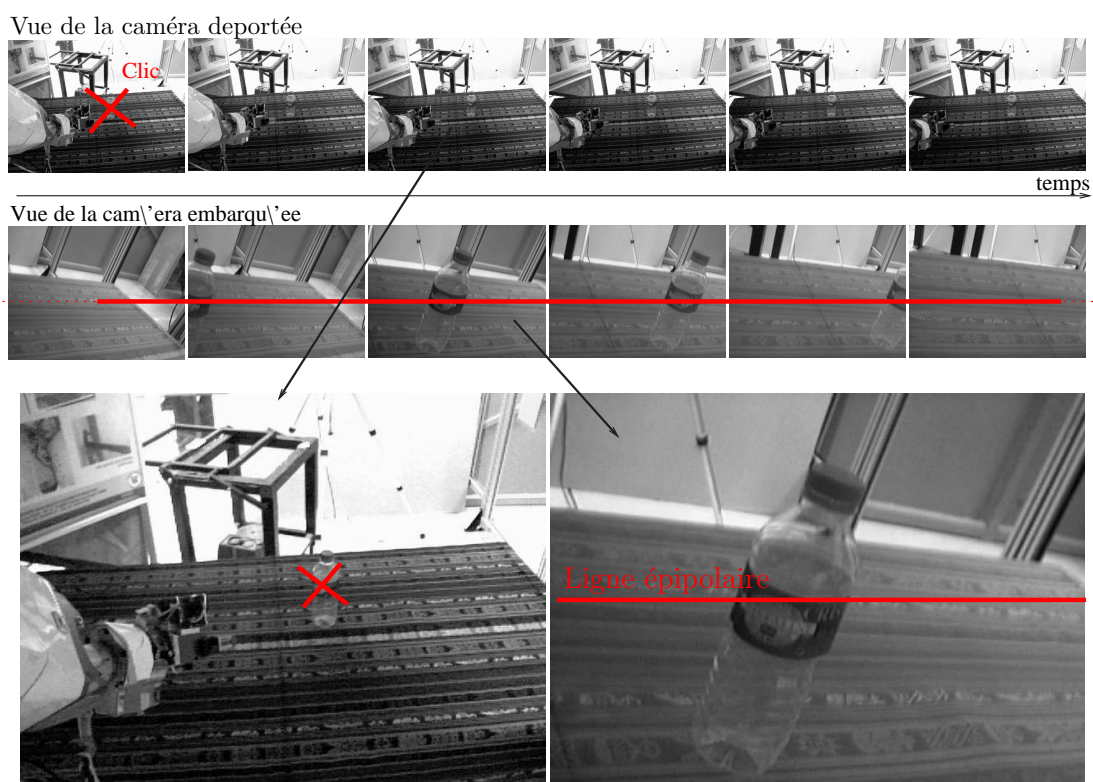 Vue de la caméra deportée
Clic
temps
Vue de la cam\'era embarqu\'ee
Ligne épipolaire